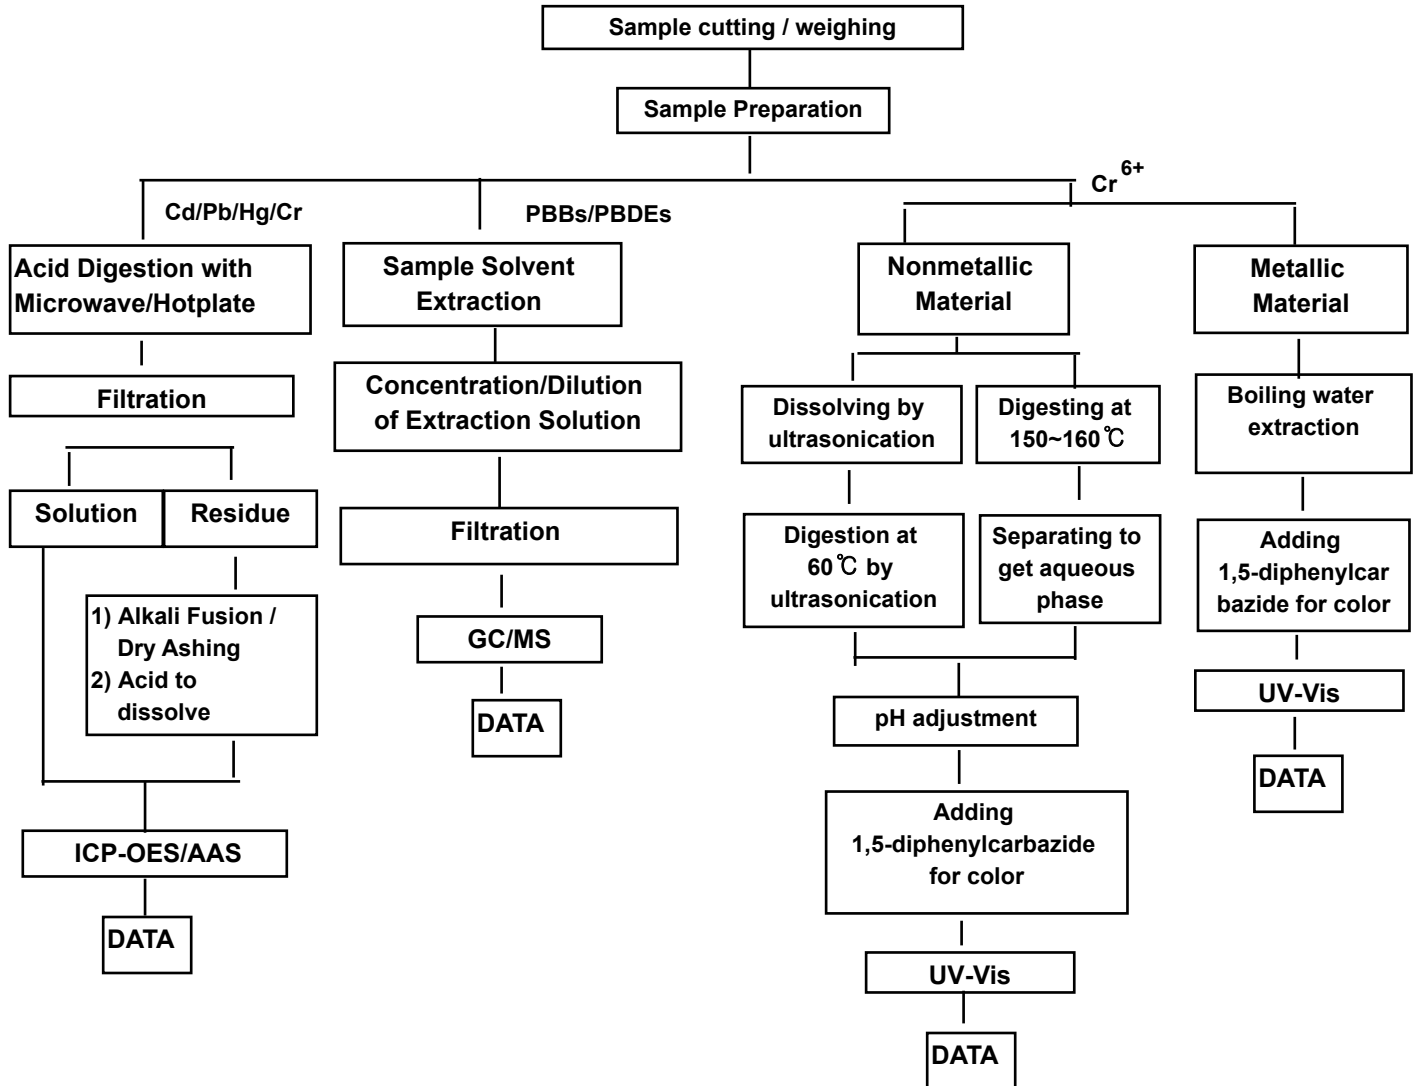 Sample cutting / weighing
Sample Preparation
Cr 6+
Cd/Pb/Hg/Cr
PBBs/PBDEs
Acid Digestion with
Microwave/Hotplate
Filtration
Solution
Residue
1) Alkali Fusion /
Dry Ashing
2) Acid to
dissolve
ICP-OES/AAS
DATA
Sample Solvent
Extraction
Concentration/Dilution
of Extraction Solution
Filtration
GC/MS
DATA
Nonmetallic
Material
Dissolving by
ultrasonication
Digestion at
60℃ by
ultrasonication
Digesting at
150~160℃
Separating to
get aqueous
phase
pH adjustment
Adding
1,5-diphenylcarbazide
for color
UV-Vis
DATA
Metallic
Material
Boiling water
extraction
Adding
1,5-diphenylcar
bazide for color
UV-Vis
DATA